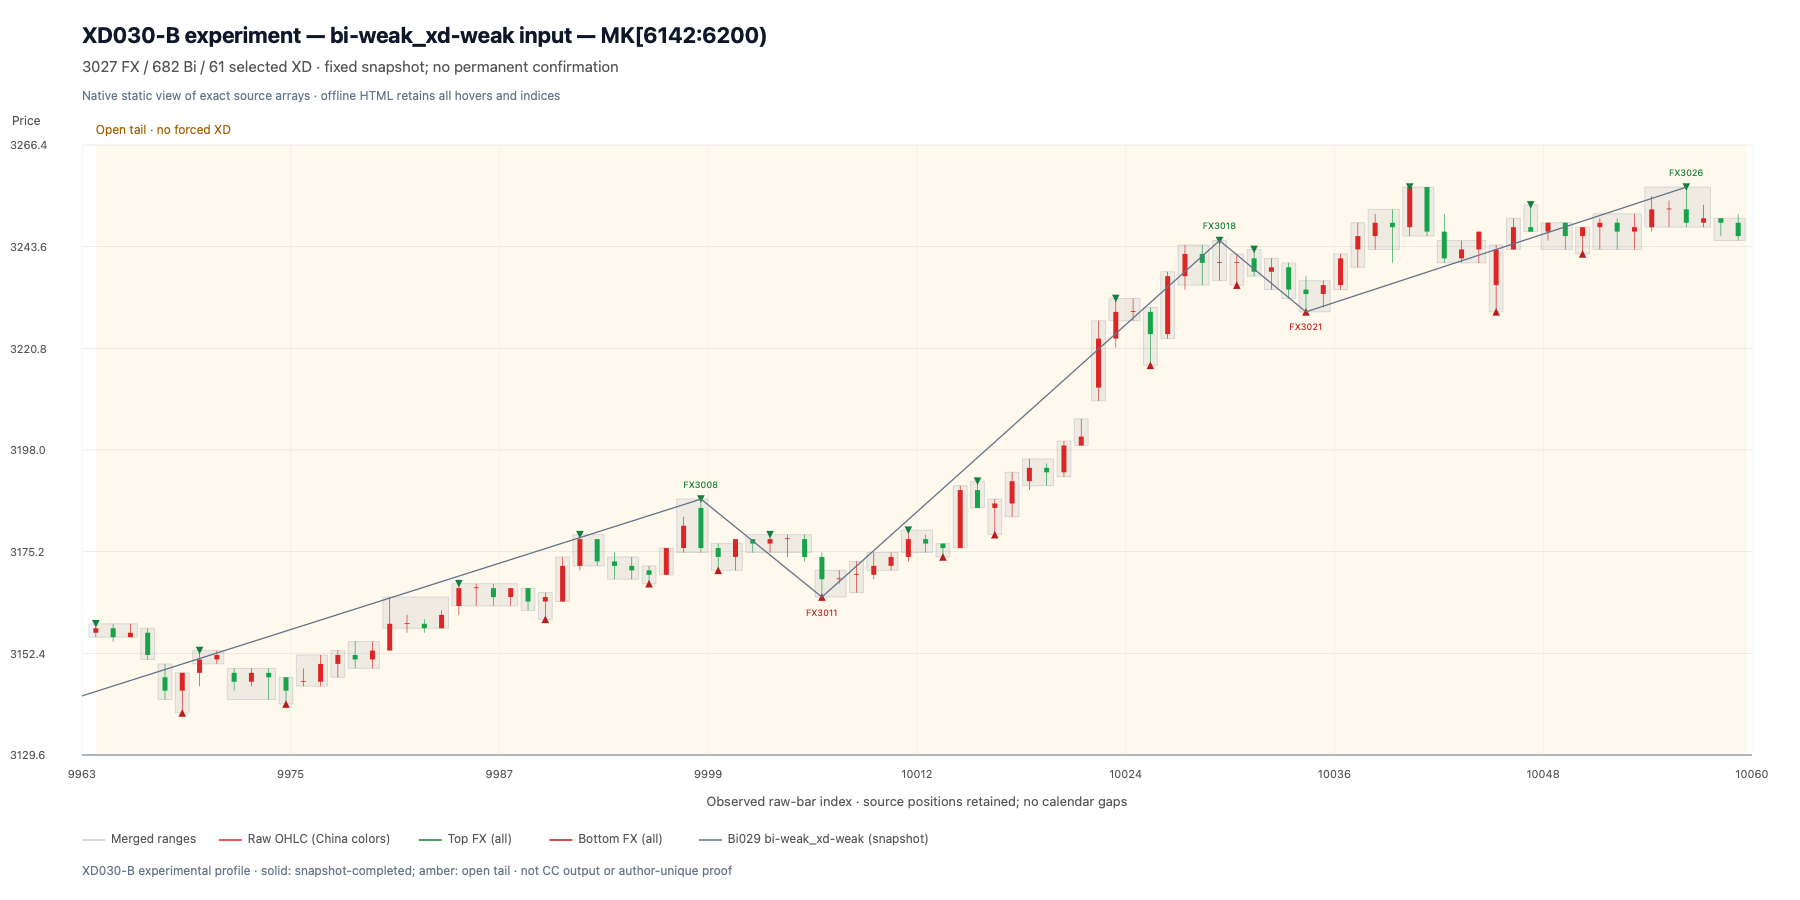 XD030-B experiment — bi-weak_xd-weak input — MK[6142:6200)
3027 FX / 682 Bi / 61 selected XD · fixed snapshot; no permanent confirmation
Native static view of exact source arrays · offline HTML retains all hovers and indices
Price
Open tail · no forced XD
3266.4
FX3026
FX3018
3243.6
FX3021
3220.8
3198.0
FX3008
3175.2
FX3011
3152.4
3129.6
9963 9975 9987 9999 10012 10024 10036 10048 10060
Observed raw-bar index · source positions retained; no calendar gaps
Merged ranges Raw OHLC (China colors) Top FX (all) Bottom FX (all) Bi029 bi-weak_xd-weak (snapshot)
XD030-B experimental profile · solid: snapshot-completed; amber: open tail · not CC output or author-unique proof